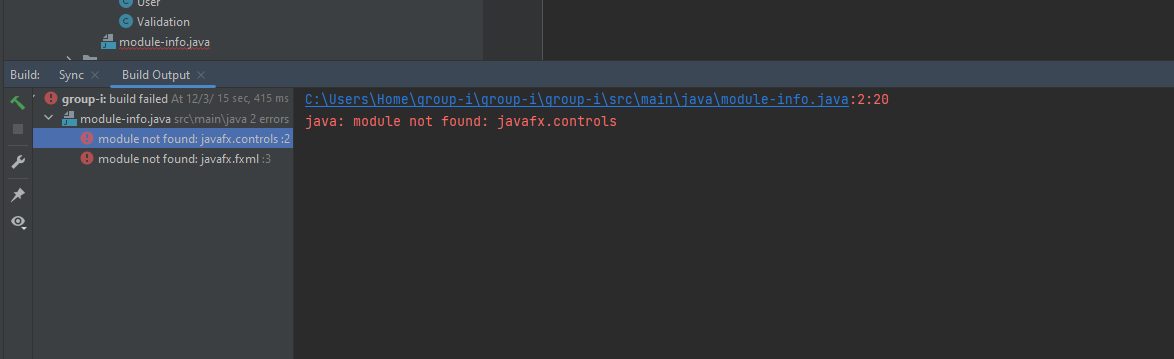 User
Validation
module-info.java
Build: Sync × Build Output ×
group-i: build failed At 12/3/ 15 sec, 415 ms
module-info.java src\main\java 2 errors
module not found: javafx.controls :2
module not found: javafx.fxml :3
C:\Users\Home\group-i\group-i\group-i\src\main\java\module-info.java:2:20
java: module not found: javafx.controls